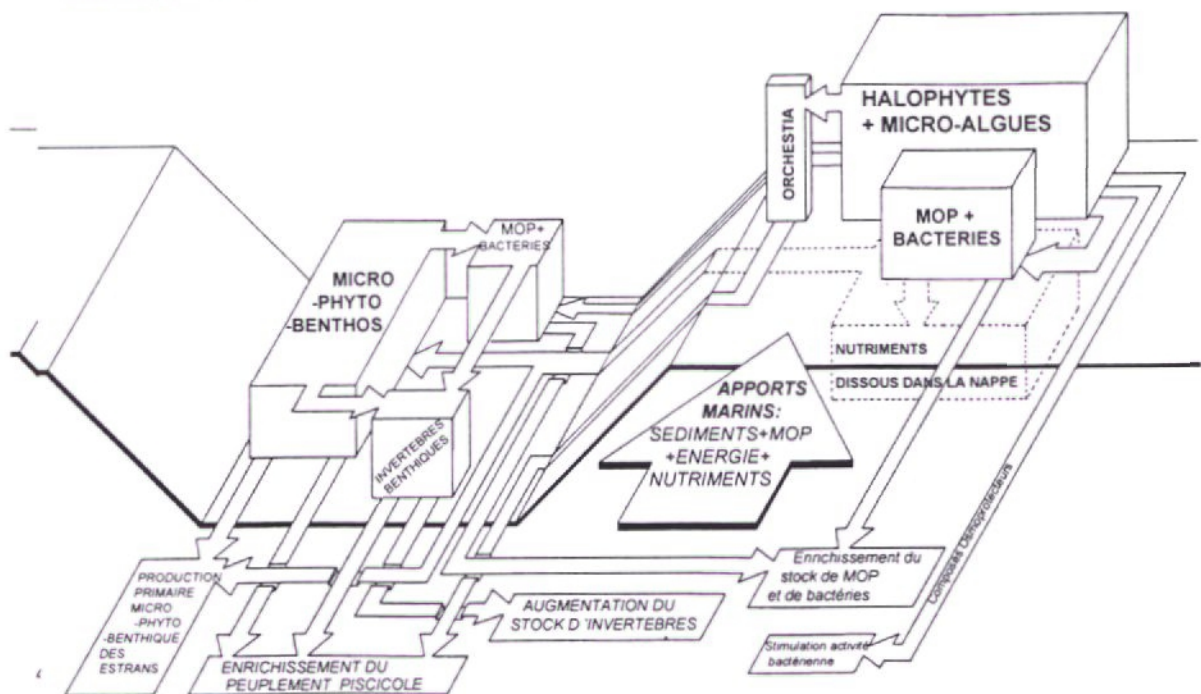 HALOPHYTES
+ MICRO-ALGUES
ORCHESTIA
MOP +
BACTERIES
MOP+
BACTERIES
MICRO
-PHYTO
-BENTHOS
NUTRIMENTS
DISSOUS DANS LA NAPPE
APPORTS
MARINS:
SEDIMENTS+MOP
+ENERGIE+
NUTRIMENTS
INVERTEBRES
BENTHIQUES
Composés Osmoprotecteurs
PRODUCTION
PRIMAIRE
MICRO
-PHYTO
-BENTHIQUE
DES
ESTRANS
Enrichissement du
stock de MOP
et de bactéries
AUGMENTATION DU
STOCK D 'INVERTEBRES
Stimulation activité
bactérienne
ENRICHISSEMENT DU
PEUPLEMENT PISCICOLE